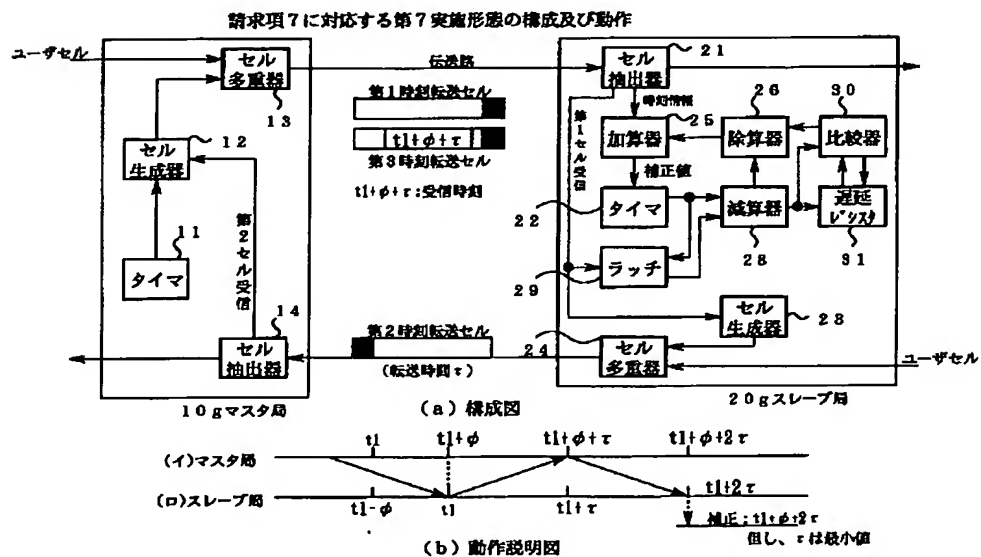 請求項7に対応する第7実施形態の構成及び動作
ユーザセル
セル
多重器
13
伝送路
セル
抽出器
21
第1時刻転送セル
t1+φ+τ
第3時刻転送セル
t1+φ+τ:受信時刻
時刻情報
第1セル受信
25
加算器
26
除算器
30
比較器
12
セル
生成器
補正値
22
タイマ
減算器
28
遅延
ﾚｼﾞｽﾀ
31
第2セル受信
11
タイマ
ラッチ
29
セル
生成器
23
14
セル
抽出器
第2時刻転送セル
(転送時間τ)
24
セル
多重器
ユーザセル
10gマスタ局
(a)構成図
20gスレーブ局
t1
t1+φ
t1+φ+τ
t1+φ+2τ
(イ)マスタ局
(ロ)スレーブ局
t1-φ
t1
t1+τ
t1+2τ
補正;t1+φ+2τ
但し、τは最小値
(b)動作説明図